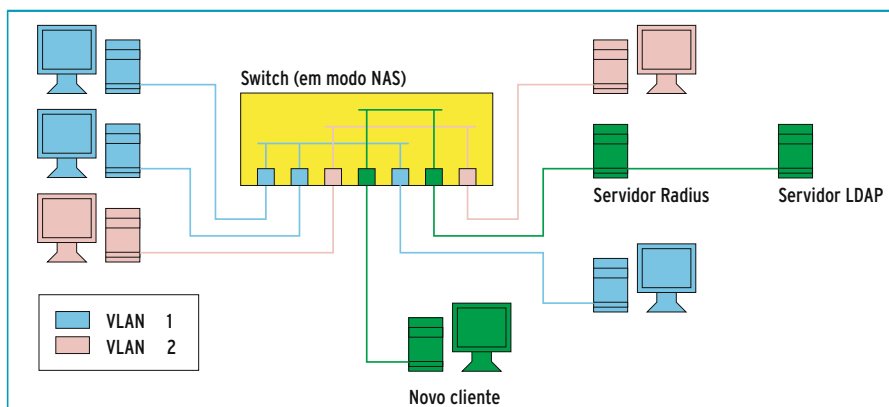 Switch (em modo NAS)
Servidor Radius
Servidor LDAP
VLAN 1
VLAN 2
Novo cliente